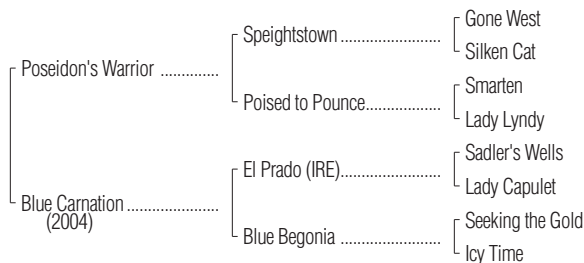 Gone West
Speightstown ....................
Silken Cat
Poseidon's Warrior ..............
Smarten
Poised to Pounce...................
Lady Lyndy
Sadler's Wells
El Prado (IRE)....................
Lady Capulet
Blue Carnation .....................
(2004)
Seeking the Gold
Blue Begonia ....................
Icy Time